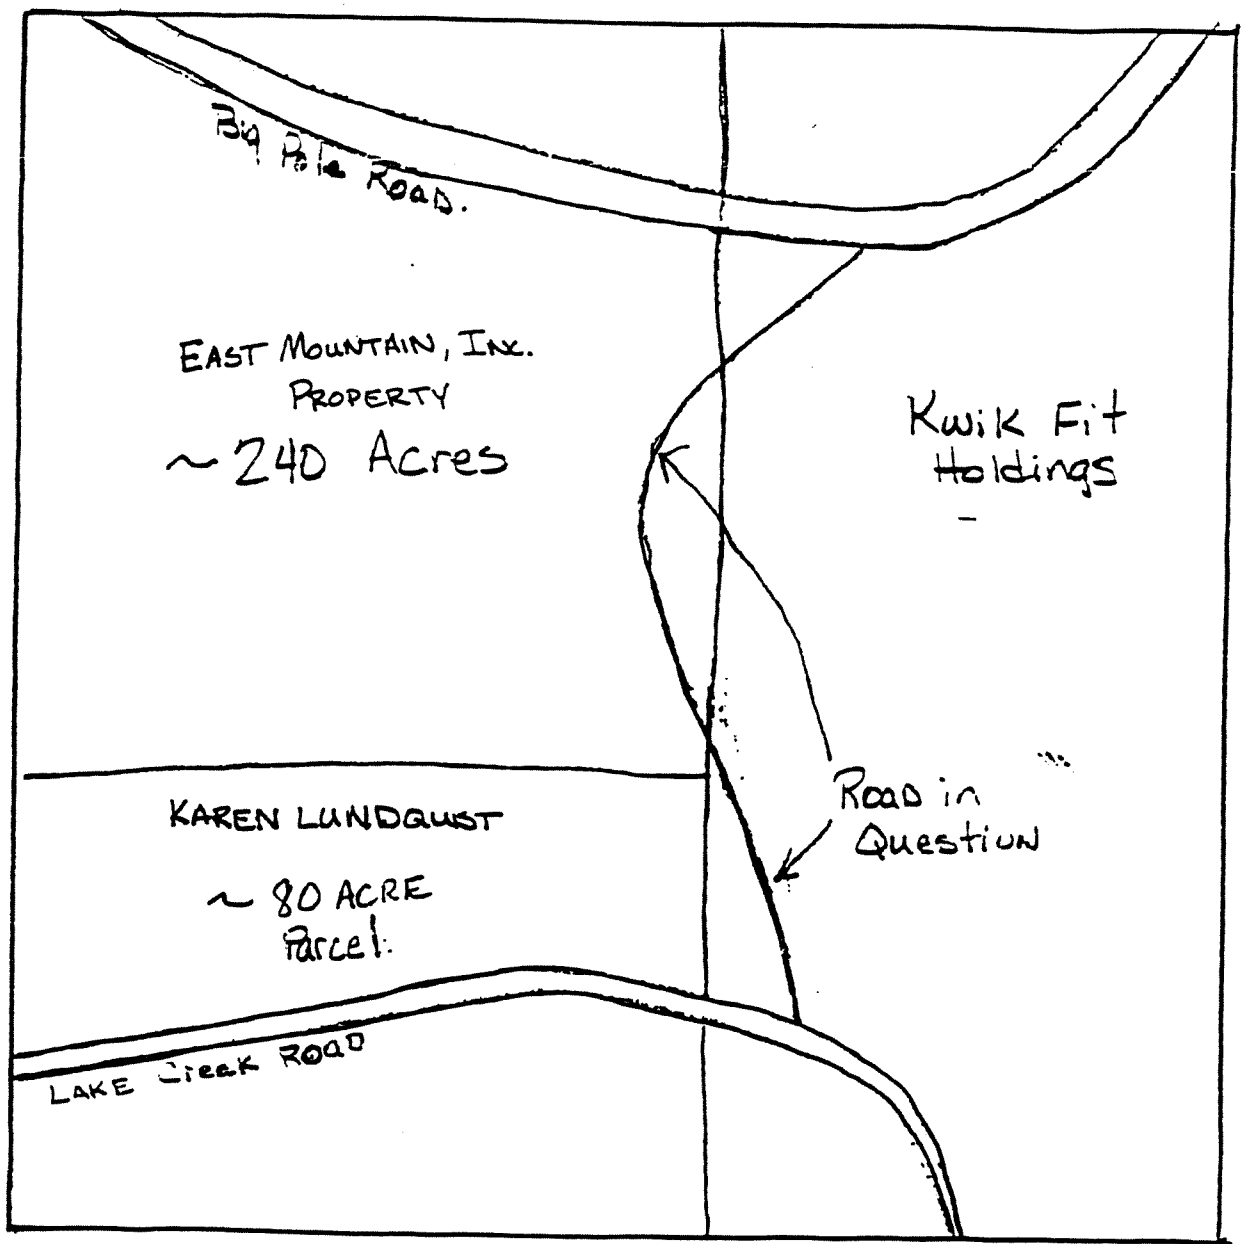 Big Pole Road.
East Mountain, Inc.
Property
~ 240 Acres
Kwik Fit
Holdings
Road in
Question
Karen Lundquist
~ 80 Acre
Parcel.
Lake Creek Road